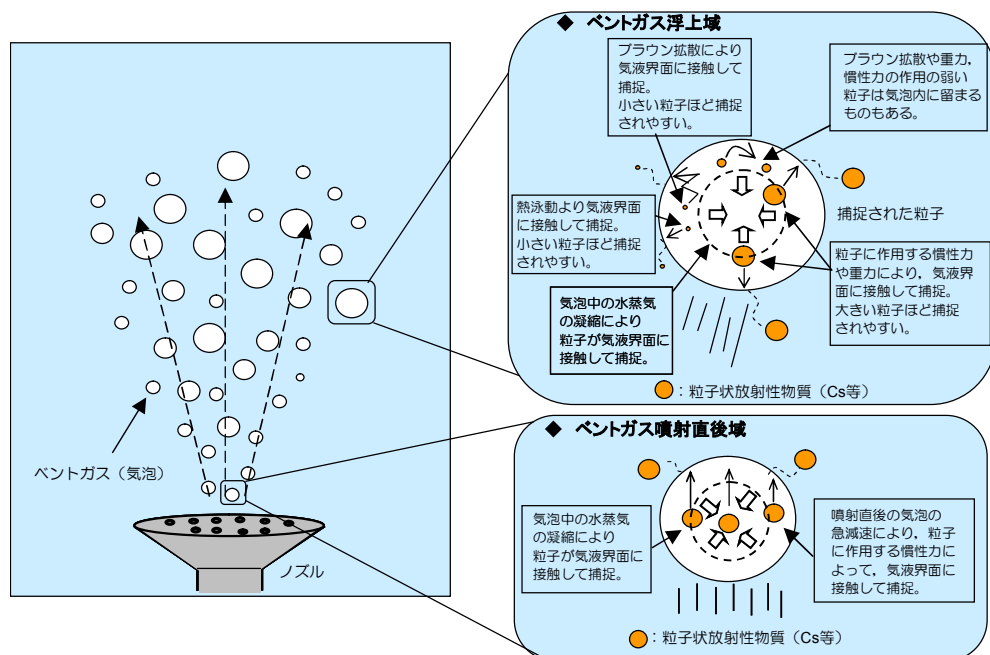 ベントガス（気泡）
ノズル
◆ ベントガス浮上域
ブラウン拡散により
気液界面に接触して
捕捉。
小さい粒子ほど捕捉
されやすい。
ブラウン拡散や重力，
慣性力の作用の弱い
粒子は気泡内に留まる
ものもある。
熱泳動より気液界面
に接触して捕捉。
小さい粒子ほど捕捉
されやすい。
捕捉された粒子
気泡中の水蒸気
の凝縮により
粒子が気液界面に
接触して捕捉。
粒子に作用する慣性力
や重力により，気液界
面に接触して捕捉。
大きい粒子ほど捕捉
されやすい。
：粒子状放射性物質（Cs等）
◆ ベントガス噴射直後域
気泡中の水蒸気
の凝縮により
粒子が気液界面に
接触して捕捉。
噴射直後の気泡の
急減速により，粒子
に作用する慣性力に
よって，気液界面に
接触して捕捉。
：粒子状放射性物質（Cs等）